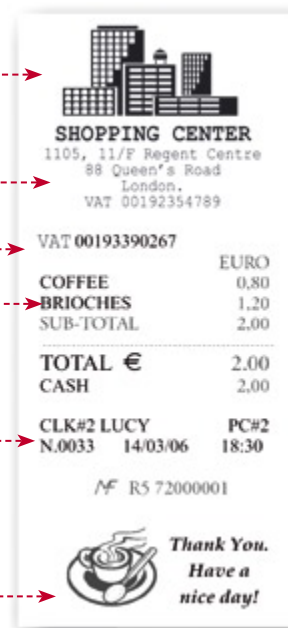 SHOPPING CENTER
1105, 11/F Regent Centre
88 Queen's Road
London.
VAT 00192354789
VAT 00193390267
EURO
COFFEE 0,80
BRIOCHES 1,20
SUB-TOTAL 2,00
TOTAL € 2.00
CASH 2,00
CLK#2 LUCY PC#2
N.0033 14/03/06 18:30
MF R5 72000001
Thank You.
Have a
nice day!